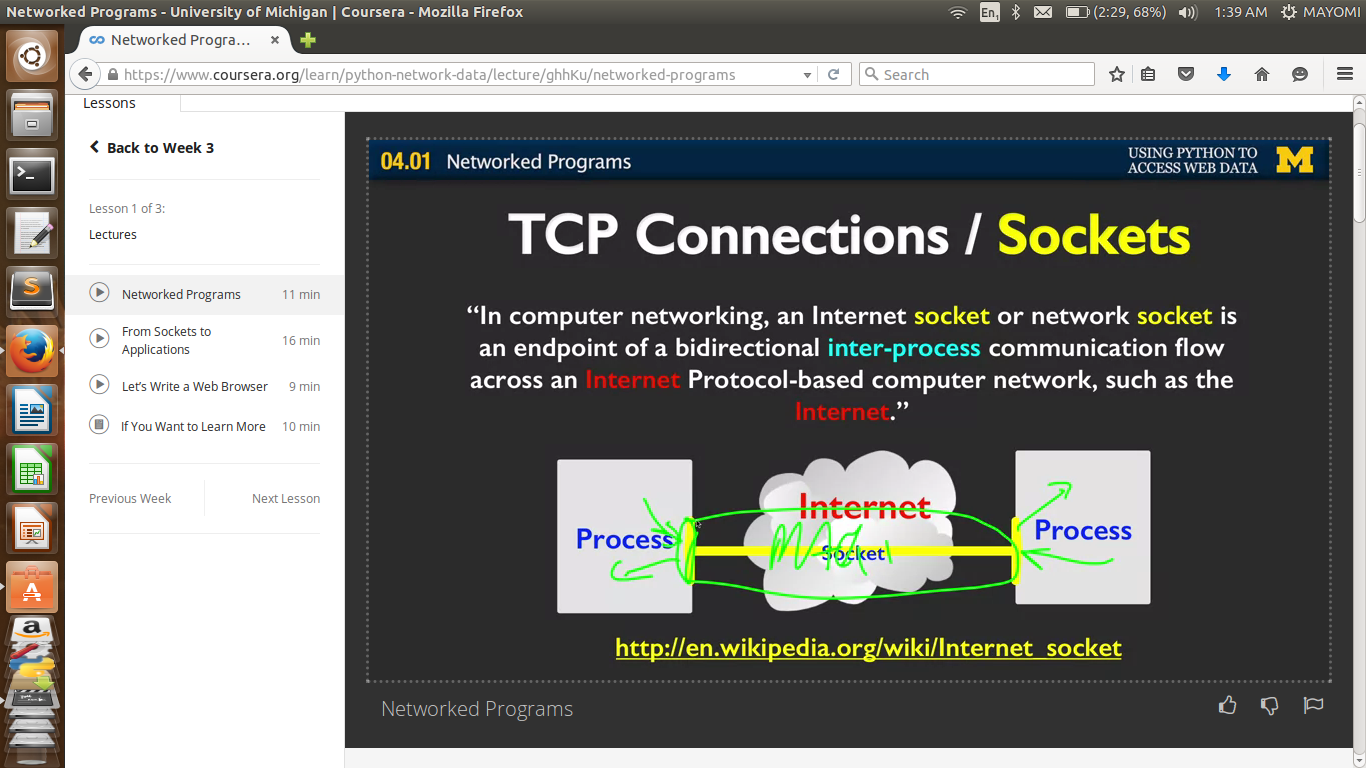 Networked Programs - University of Michigan | Coursera - Mozilla Firefox
En1
(2:29, 68%)
1:39 AM
MAYOMI
Networked Progra…
https://www.coursera.org/learn/python-network-data/lecture/ghhKu/networked-programs
Search
Lessons
Back to Week 3
Lesson 1 of 3:
Lectures
Networked Programs 11 min
From Sockets to
Applications
16 min
Let's Write a Web Browser 9 min
If You Want to Learn More 10 min
Previous Week
Next Lesson
04.01 Networked Programs
USING PYTHON TO
ACCESS WEB DATA
M
TCP Connections / Sockets
“In computer networking, an Internet socket or network socket is
an endpoint of a bidirectional inter-process communication flow
across an Internet Protocol-based computer network, such as the
Internet.”
Internet
Process
Socket
Process
http://en.wikipedia.org/wiki/Internet_socket
Networked Programs